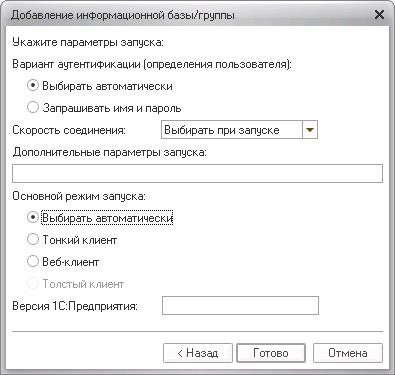 Добавление информационной базы/группы
Укажите параметры запуска:
Вариант аутентификации (определения пользователя):
Выбирать автоматически
Запрашивать имя и пароль
Скорость соединения: Выбирать при запуске
Дополнительные параметры запуска:
Основной режим запуска:
Выбирать автоматически
Тонкий клиент
Веб-клиент
Толстый клиент
Версия 1С:Предприятия:
< Назад Готово Отмена